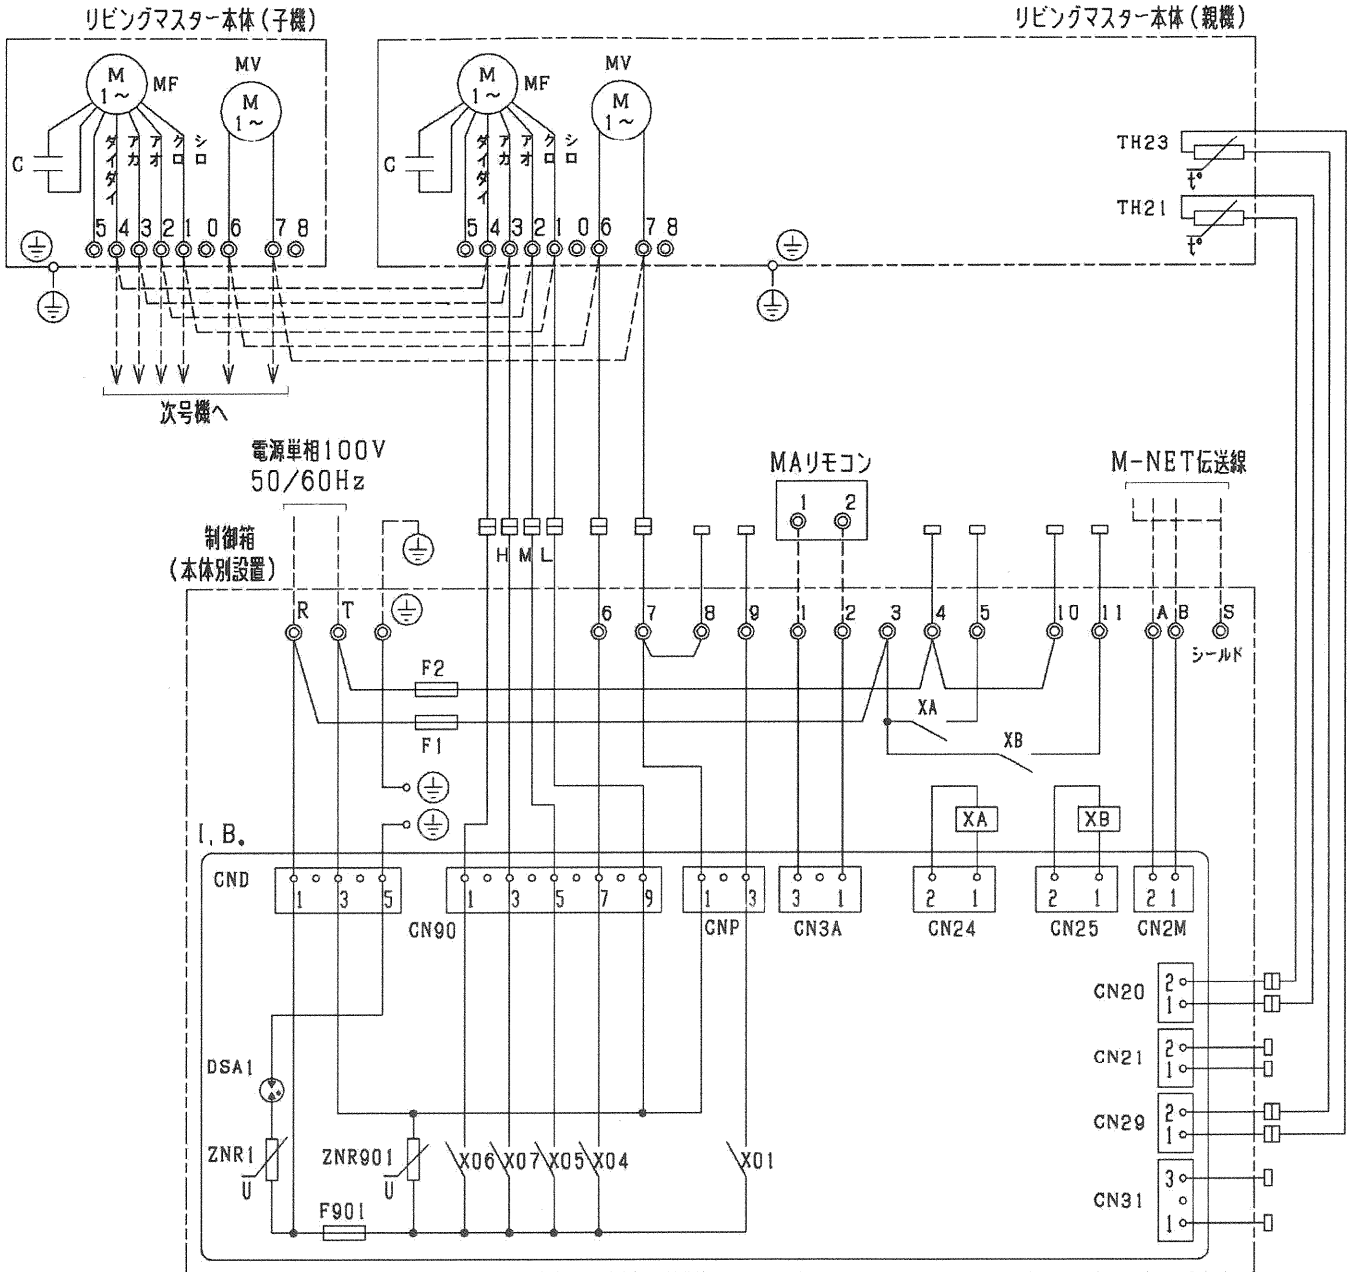 リビングマスター本体(子機)
リビングマスター本体(親機)
M
1~
MF
MV
M
1~
C
ダイダイ
アカ
アオ
クロ
シロ
5 4 3 2 1 0 6 7 8
M
1~
MF
MV
M
1~
C
ダイダイ
アカ
アオ
クロ
シロ
5 4 3 2 1 0 6 7 8
TH23
t°
TH21
t°
次号機へ
電源単相100V
50/60Hz
MAリモコン
1 2
M-NET伝送線
制御箱
(本体別設置)
H M L
R T
6 7 8 9 1 2 3 4 5 10 11 A B S
シールド
F2
F1
XA
XB
XA
XB
I.B.
CND
1 3 5
CN90
1 3 5 7 9
CNP
1 3
CN3A
3 1
CN24
2 1
CN25
2 1
CN2M
2 1
CN20
2
1
CN21
2
1
CN29
2
1
CN31
3
1
DSA1
ZNR1
U
ZNR901
U
X06
X07
X05
X04
X01
F901